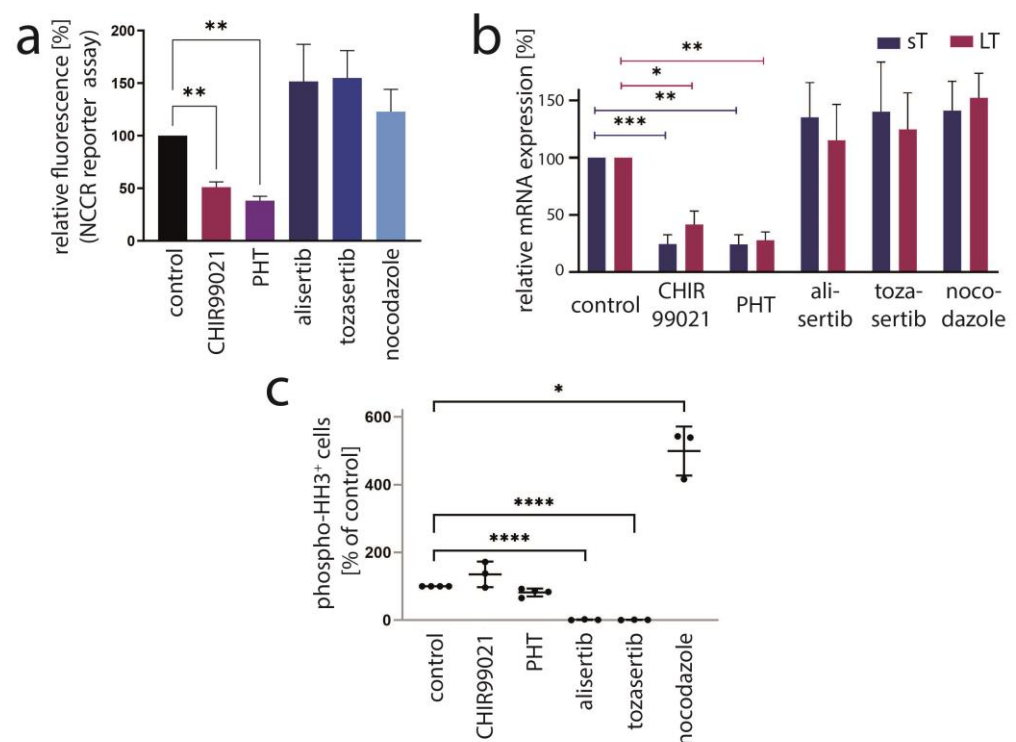 a
relative fluorescence [%]
(NCCR reporter assay)
200
150
100
50
0
**
**
control
CHIR99021
PHT
alisertib
tozasertib
nocodazole
b
relative mRNA expression [%]
sT
LT
150
100
50
0
**
*
**
***
control
CHIR
99021
PHT
ali-
sertib
toza-
sertib
noco-
dazole
c
phospho-HH3+ cells
[% of control]
600
400
200
0
*
****
****
control
CHIR99021
PHT
alisertib
tozasertib
nocodazole